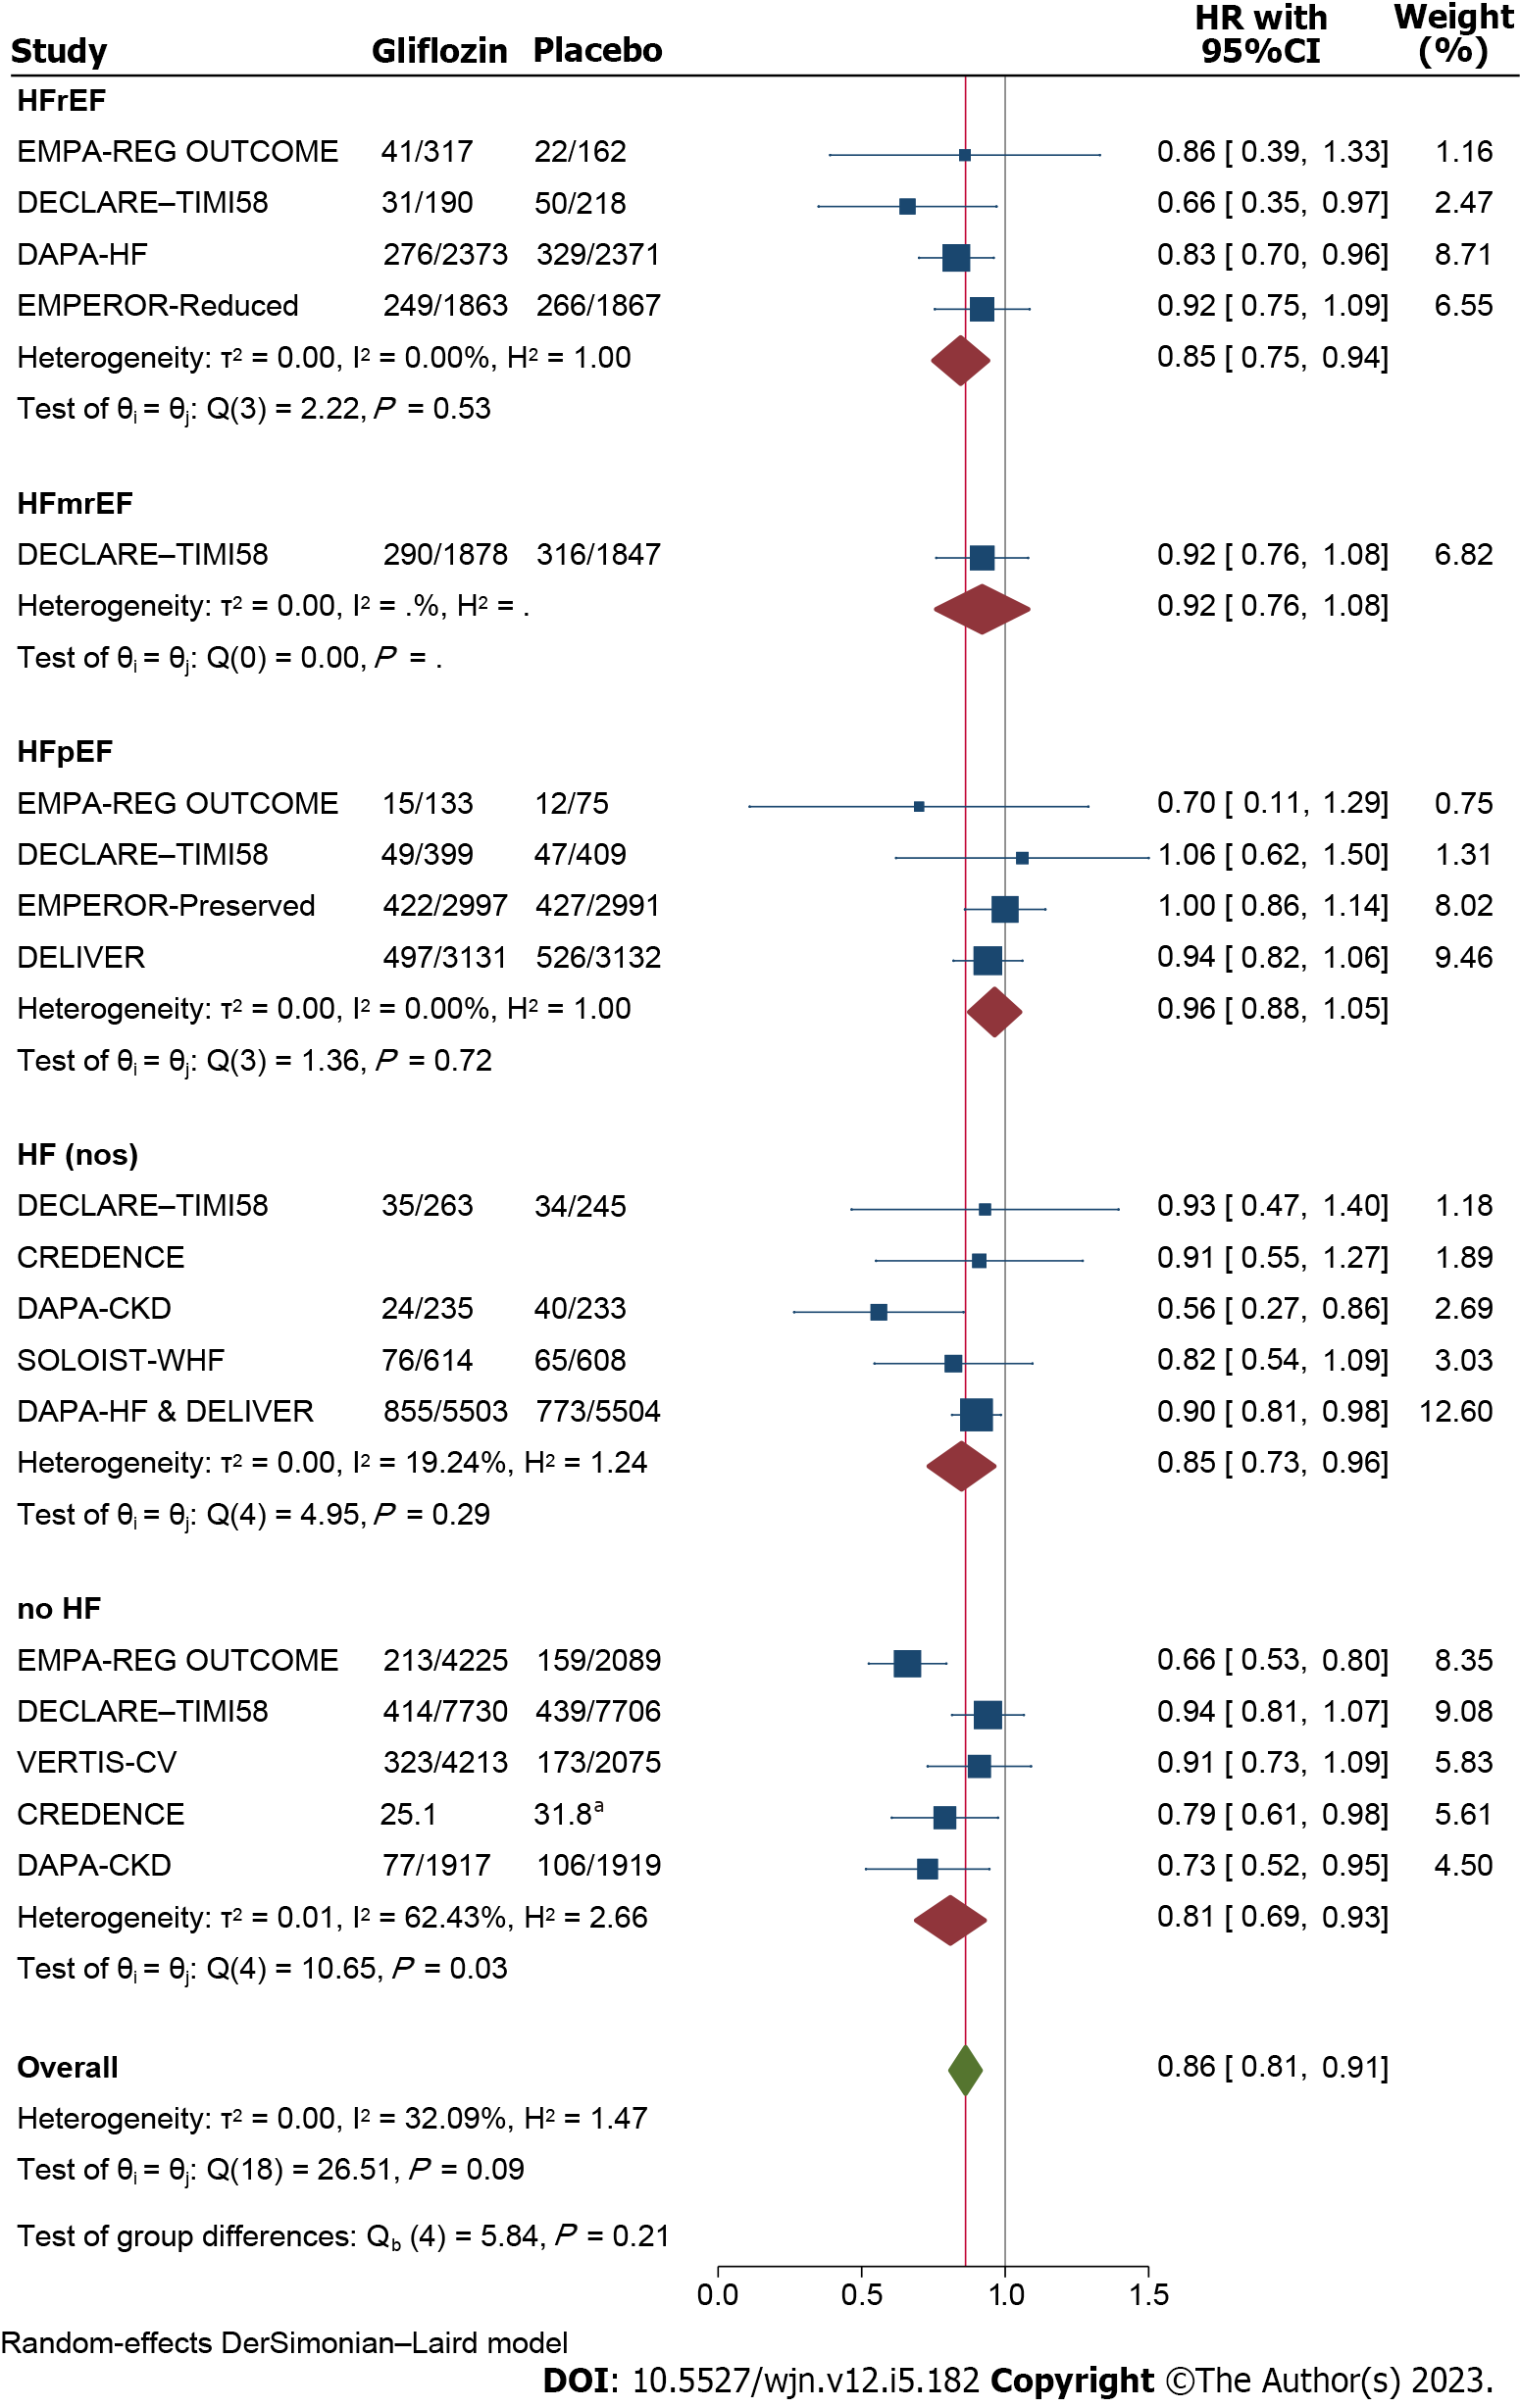 Study Gliflozin Placebo HR with 95%CI Weight (%)
HFrEF
EMPA-REG OUTCOME 41/317 22/162 0.86 [ 0.39, 1.33] 1.16
DECLARE–TIMI58 31/190 50/218 0.66 [ 0.35, 0.97] 2.47
DAPA-HF 276/2373 329/2371 0.83 [ 0.70, 0.96] 8.71
EMPEROR-Reduced 249/1863 266/1867 0.92 [ 0.75, 1.09] 6.55
Heterogeneity: τ² = 0.00, I² = 0.00%, H² = 1.00 0.85 [ 0.75, 0.94]
Test of θi = θj: Q(3) = 2.22, P = 0.53
HFmrEF
DECLARE–TIMI58 290/1878 316/1847 0.92 [ 0.76, 1.08] 6.82
Heterogeneity: τ² = 0.00, I² = .%, H² = . 0.92 [ 0.76, 1.08]
Test of θi = θj: Q(0) = 0.00, P = .
HFpEF
EMPA-REG OUTCOME 15/133 12/75 0.70 [ 0.11, 1.29] 0.75
DECLARE–TIMI58 49/399 47/409 1.06 [ 0.62, 1.50] 1.31
EMPEROR-Preserved 422/2997 427/2991 1.00 [ 0.86, 1.14] 8.02
DELIVER 497/3131 526/3132 0.94 [ 0.82, 1.06] 9.46
Heterogeneity: τ² = 0.00, I² = 0.00%, H² = 1.00 0.96 [ 0.88, 1.05]
Test of θi = θj: Q(3) = 1.36, P = 0.72
HF (nos)
DECLARE–TIMI58 35/263 34/245 0.93 [ 0.47, 1.40] 1.18
CREDENCE 0.91 [ 0.55, 1.27] 1.89
DAPA-CKD 24/235 40/233 0.56 [ 0.27, 0.86] 2.69
SOLOIST-WHF 76/614 65/608 0.82 [ 0.54, 1.09] 3.03
DAPA-HF & DELIVER 855/5503 773/5504 0.90 [ 0.81, 0.98] 12.60
Heterogeneity: τ² = 0.00, I² = 19.24%, H² = 1.24 0.85 [ 0.73, 0.96]
Test of θi = θj: Q(4) = 4.95, P = 0.29
no HF
EMPA-REG OUTCOME 213/4225 159/2089 0.66 [ 0.53, 0.80] 8.35
DECLARE–TIMI58 414/7730 439/7706 0.94 [ 0.81, 1.07] 9.08
VERTIS-CV 323/4213 173/2075 0.91 [ 0.73, 1.09] 5.83
CREDENCE 25.1 31.8ᵃ 0.79 [ 0.61, 0.98] 5.61
DAPA-CKD 77/1917 106/1919 0.73 [ 0.52, 0.95] 4.50
Heterogeneity: τ² = 0.01, I² = 62.43%, H² = 2.66 0.81 [ 0.69, 0.93]
Test of θi = θj: Q(4) = 10.65, P = 0.03
Overall 0.86 [ 0.81, 0.91]
Heterogeneity: τ² = 0.00, I² = 32.09%, H² = 1.47
Test of θi = θj: Q(18) = 26.51, P = 0.09
Test of group differences: Qb (4) = 5.84, P = 0.21
0.0 0.5 1.0 1.5
Random-effects DerSimonian–Laird model
DOI: 10.5527/wjn.v12.i5.182 Copyright ©The Author(s) 2023.